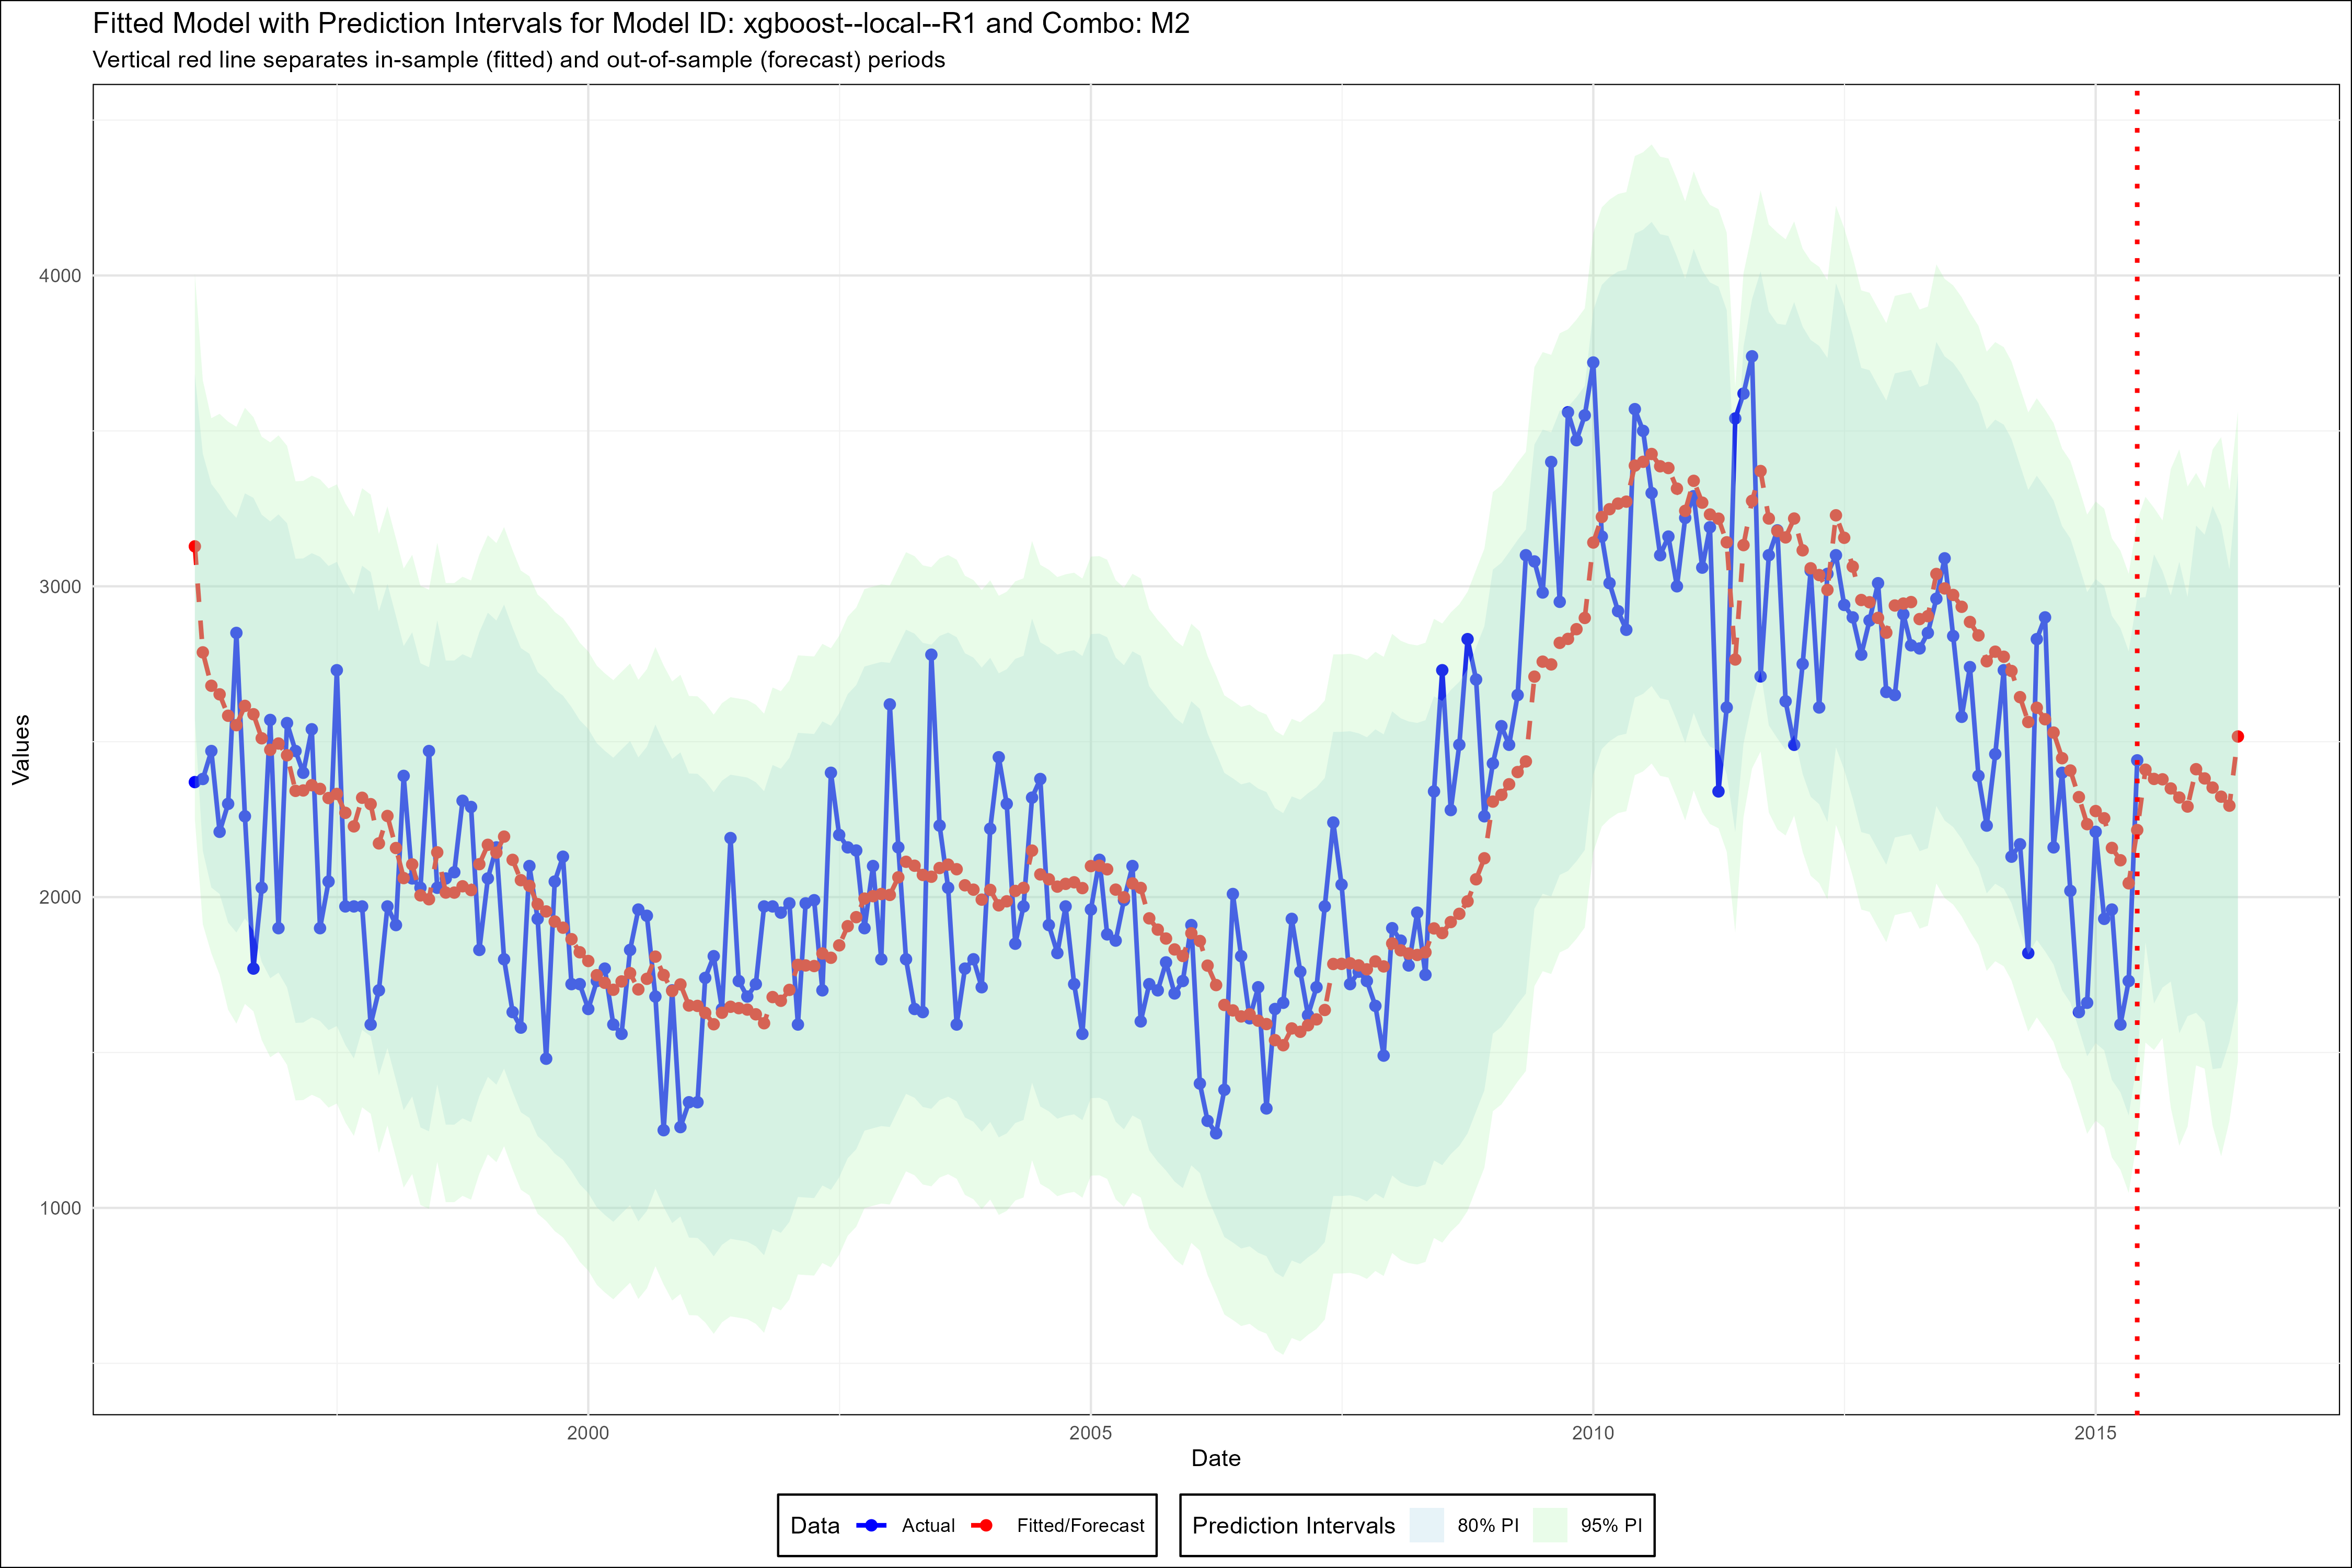 Fitted Model with Prediction Intervals for Model ID: xgboost--local--R1 and Combo: M2
Vertical red line separates in-sample (fitted) and out-of-sample (forecast) periods
Values
4000
3000
2000
1000
2000 2005 2010 2015
Date
Data Actual Fitted/Forecast Prediction Intervals 80% PI 95% PI